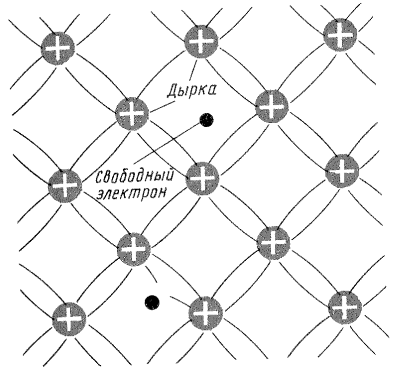 Дырка
Свободный
электрон